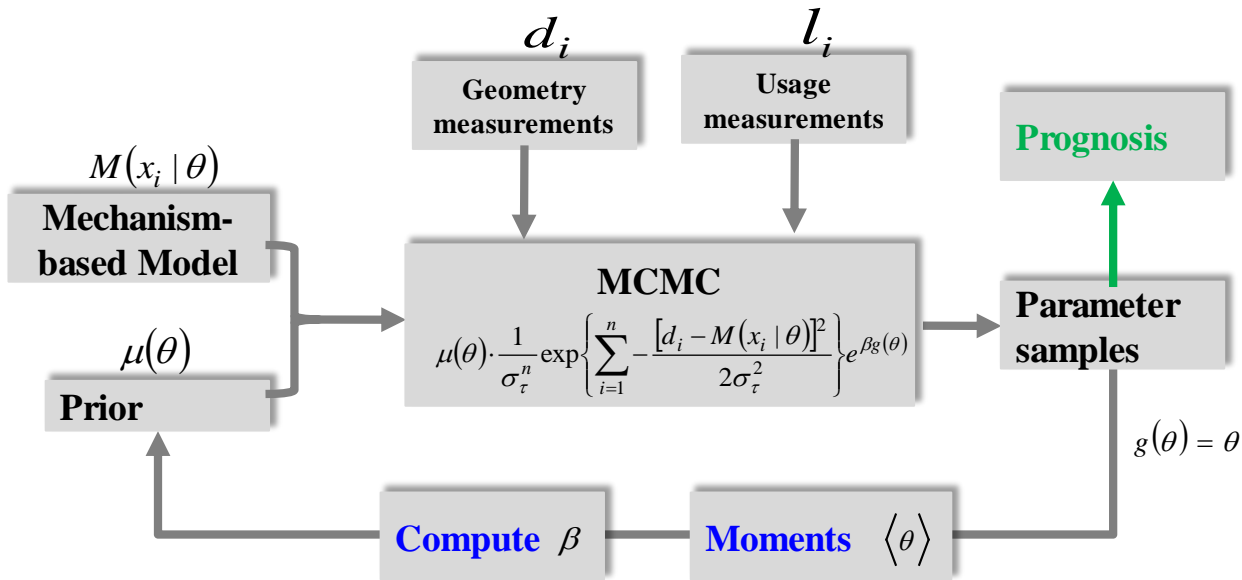 d_i
l_i
Geometry
measurements
Usage
measurements
Prognosis
M(x_i | θ)
Mechanism-
based Model
MCMC
μ(θ)·1/σ_τ^n exp{∑_{i=1}^{n} -[d_i - M(x_i | θ)]²/2σ_τ²}e^{βg(θ)}
Parameter
samples
μ(θ)
Prior
g(θ) = θ
Compute β
Moments ⟨θ⟩